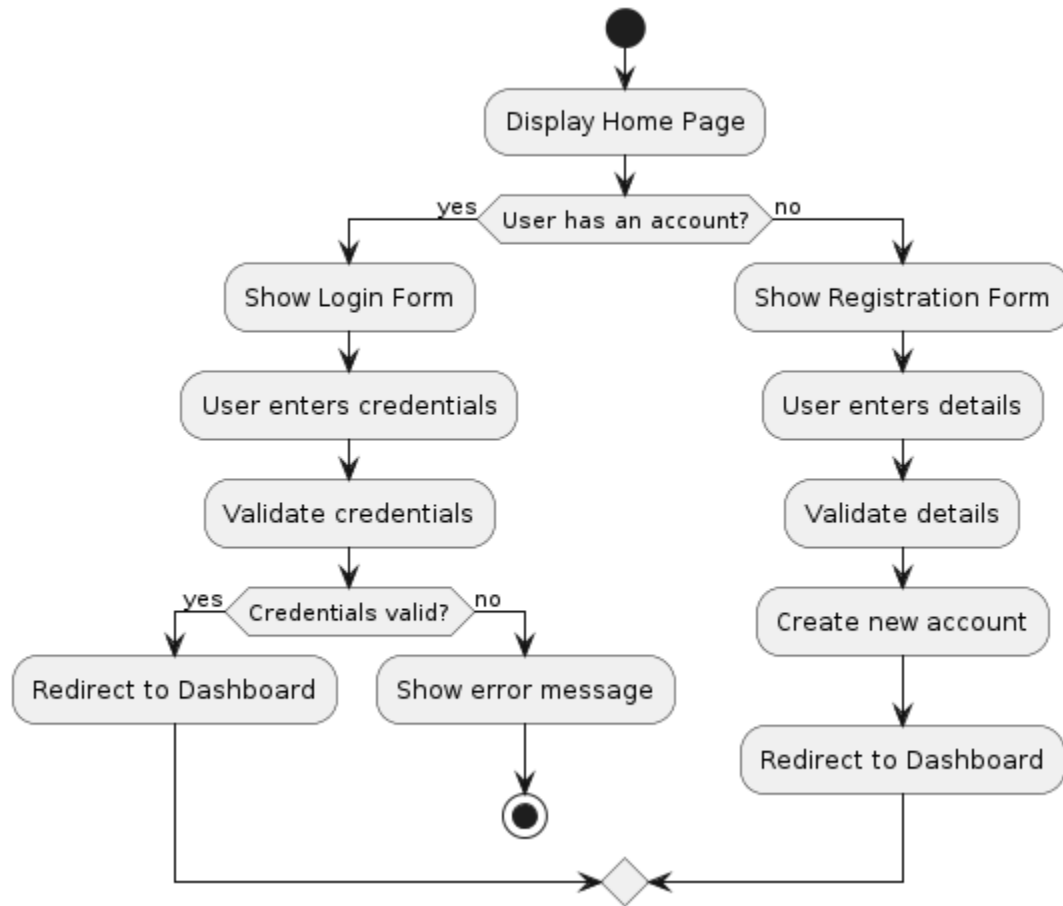 Display Home Page
yes
User has an account?
no
Show Login Form
Show Registration Form
User enters credentials
User enters details
Validate credentials
Validate details
yes
Credentials valid?
no
Create new account
Redirect to Dashboard
Show error message
Redirect to Dashboard